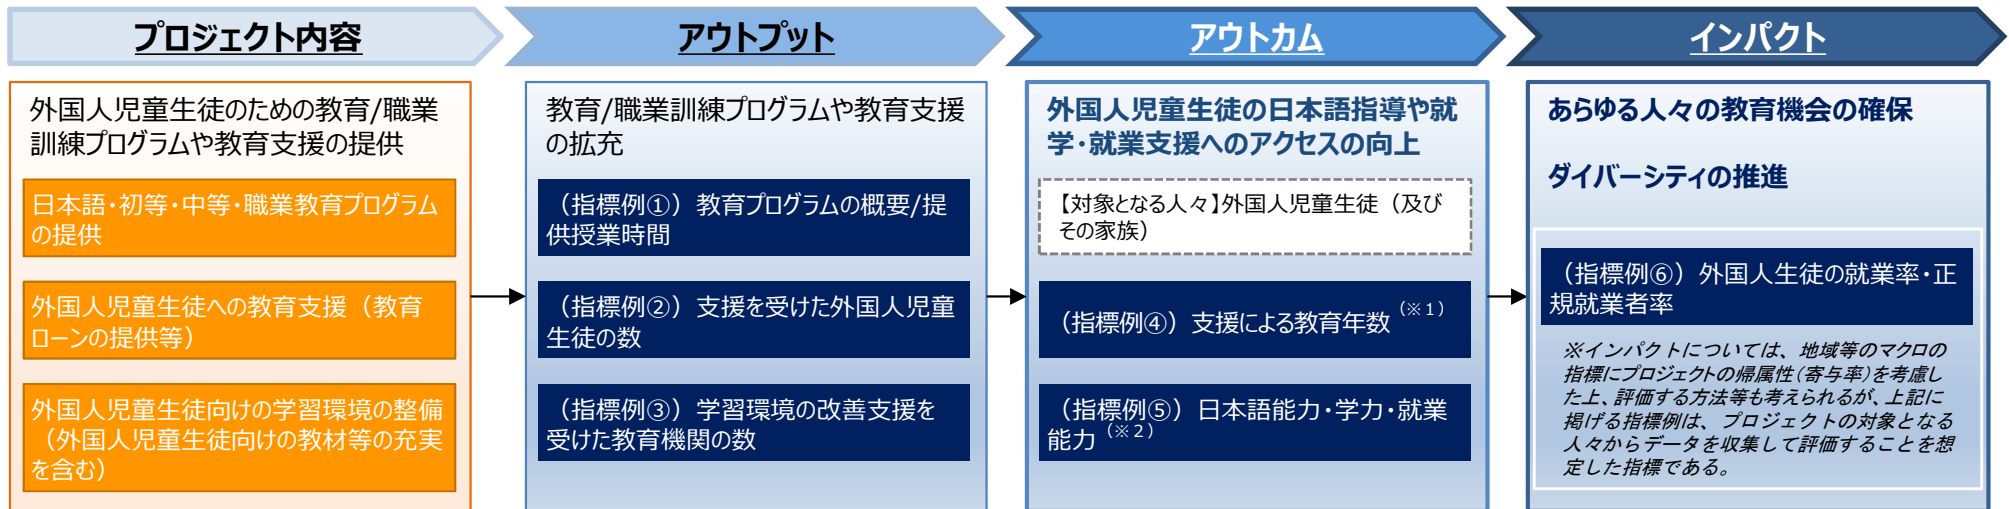 プロジェクト内容
アウトプット
アウトカム
インパクト
外国人児童生徒のための教育/職業
訓練プログラムや教育支援の提供
日本語・初等・中等・職業教育プログラム
の提供
外国人児童生徒への教育支援（教育
ローンの提供等）
外国人児童生徒向けの学習環境の整備
（外国人児童生徒向けの教材等の充実
を含む）
教育/職業訓練プログラムや教育支援
の拡充
（指標例①）教育プログラムの概要/提
供授業時間
（指標例②）支援を受けた外国人児童
生徒の数
（指標例③）学習環境の改善支援を
受けた教育機関の数
外国人児童生徒の日本語指導や就
学・就業支援へのアクセスの向上
【対象となる人々】外国人児童生徒（及び
その家族）
（指標例④）支援による教育年数（※１）
（指標例⑤）日本語能力・学力・就業
能力（※２）
あらゆる人々の教育機会の確保
ダイバーシティの推進
（指標例⑥）外国人生徒の就業率・正
規就業者率
※インパクトについては、地域等のマクロの
指標にプロジェクトの帰属性（寄与率）を考慮し
た上、評価する方法等も考えられるが、上記に
掲げる指標例は、プロジェクトの対象となる
人々からデータを収集して評価することを想
定した指標である。